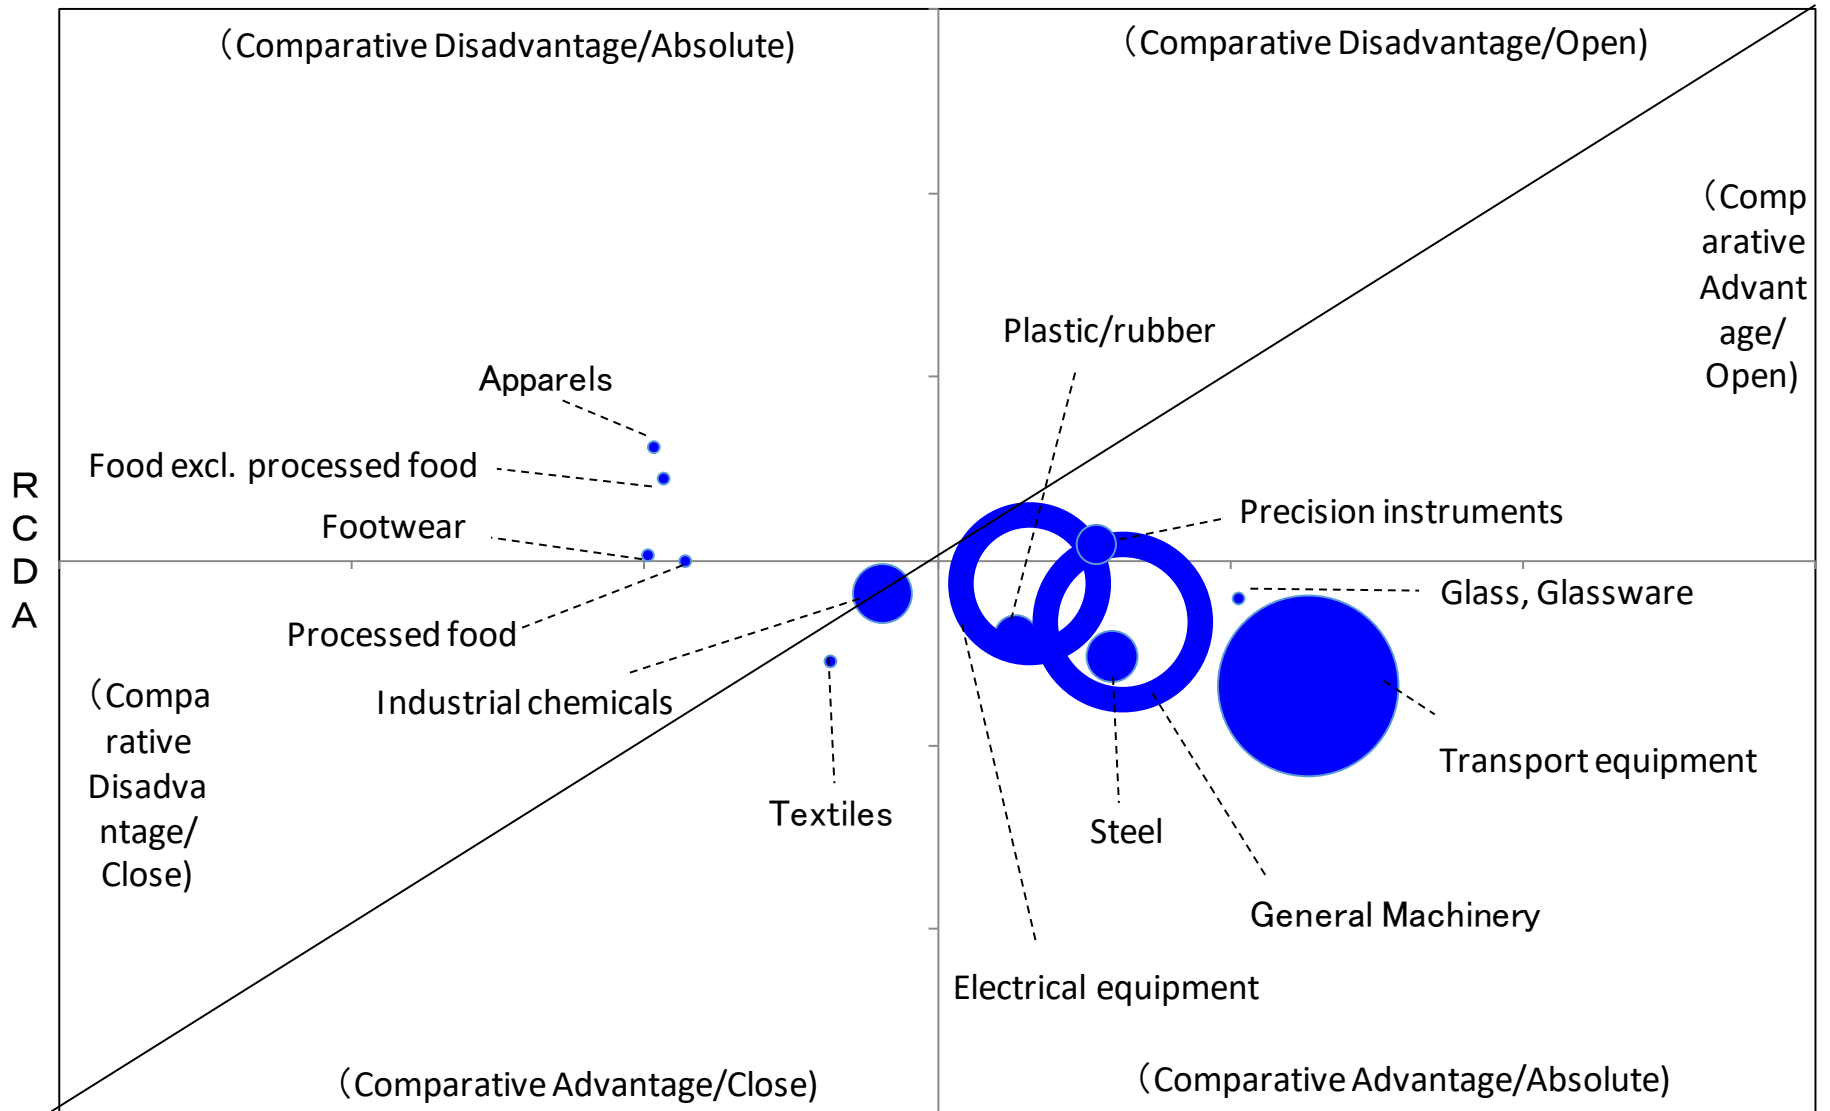 （Comparative Disadvantage/Absolute)
（Comparative Disadvantage/Open)
（Comp
arative
Advant
age/
Open)
Plastic/rubber
Apparels
Food excl. processed food
Footwear
Precision instruments
R
C
D
A
Glass, Glassware
Processed food
Industrial chemicals
（Compa
rative
Disadva
ntage/
Close)
Transport equipment
Textiles
Steel
General Machinery
Electrical equipment
（Comparative Advantage/Close)
（Comparative Advantage/Absolute)